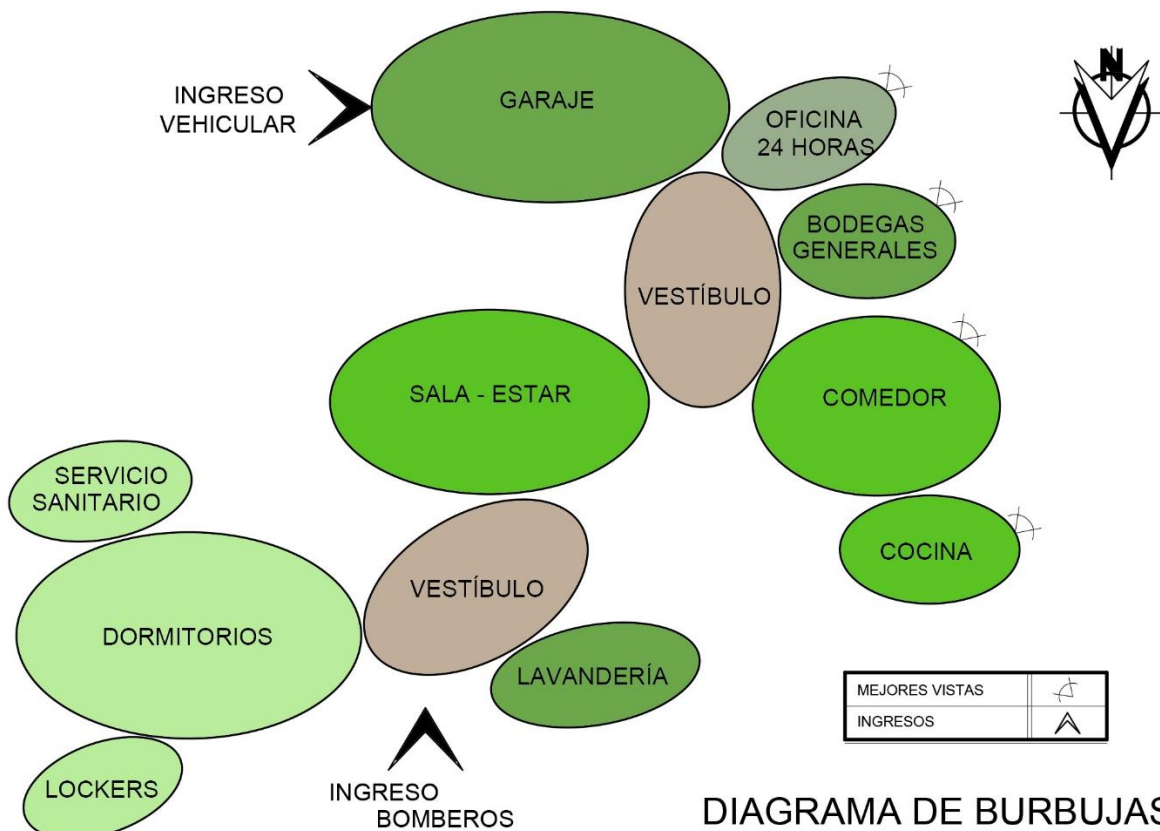 INGRESO
VEHICULAR
GARAJE
N
OFICINA
24 HORAS
BODEGAS
GENERALES
VESTÍBULO
SALA - ESTAR
COMEDOR
SERVICIO
SANITARIO
COCINA
VESTÍBULO
DORMITORIOS
LAVANDERÍA
MEJORES VISTAS
INGRESOS
LOCKERS
INGRESO
BOMBEROS
DIAGRAMA DE BURBUJAS